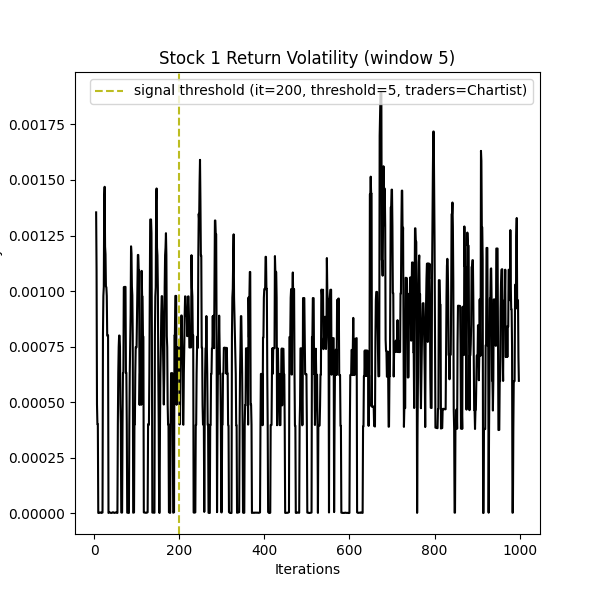 Stock 1 Return Volatility (window 5)
signal threshold (it=200, threshold=5, traders=Chartist)
0.00175
0.00150
0.00125
0.00100
0.00075
0.00050
0.00025
0.00000
0 200 400 600 800 1000
Iterations